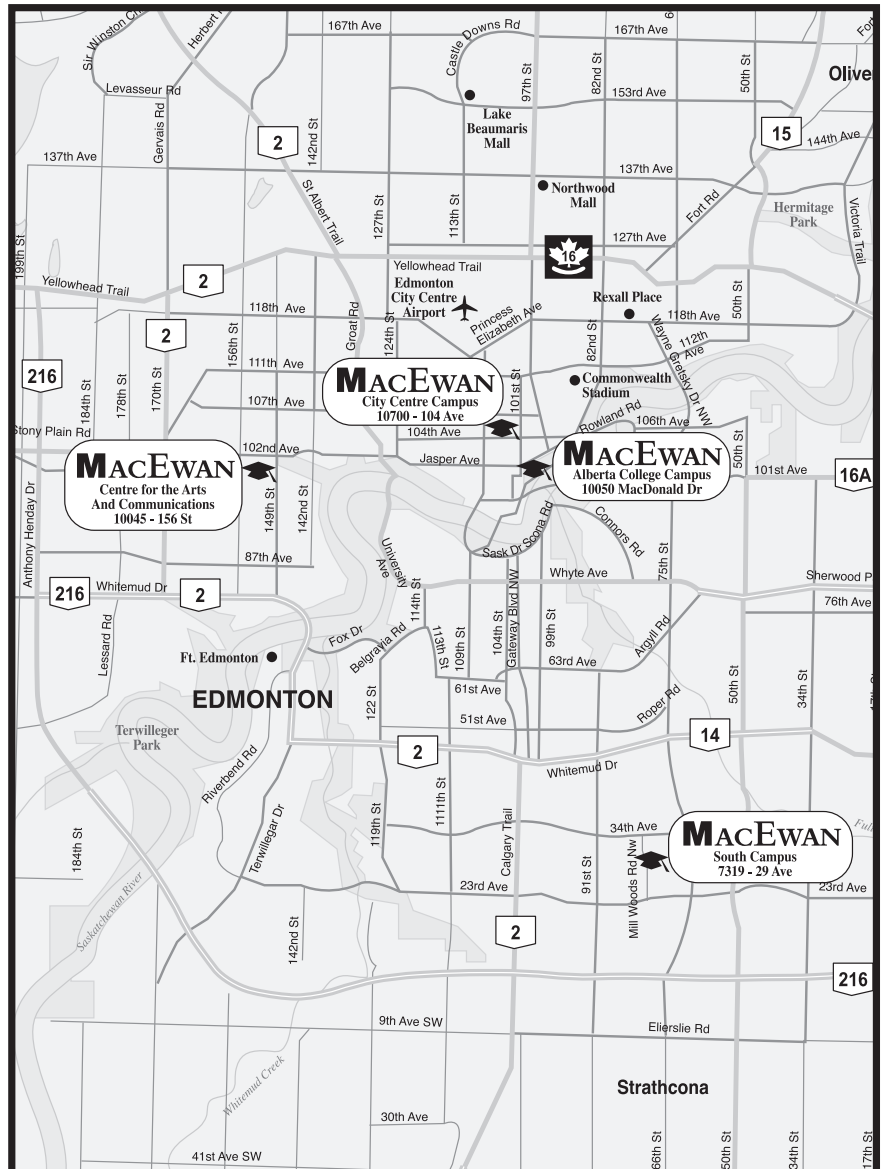 167th Ave
Castle Downs Rd
167th Ave
Sir Winston
Herbert
Levasseur Rd
Gervais Rd
142nd St
97th St
82nd St
50th St
Olive
153rd Ave
Lake
Beaumaris
Mall
2
15
144th Ave
137th Ave
137th Ave
Northwood
Mall
St Albert Trail
127th St
113th St
Fort Rd
Hermitage
Park
Victoria Trail
127th Ave
199th St
16
Yellowhead Trail
Yellowhead Trail
2
Edmonton
City Centre
Airport
Rexall Place
50th St
118th Ave
Princess
Elizabeth Ave
118th Ave
Groat Rd
124th St
82nd St
Wayne Gretsky Dr NW
112th
Ave
2
156th St
216
111th Ave
184th St
178th St
170th St
107th Ave
MACEWAN
City Centre Campus
10700 - 104 Ave
101st St
Commonwealth
Stadium
Rowland Rd
106th Ave
Stony Plain Rd
102nd Ave
104th Ave
Jasper Ave
50th St
101st Ave
16A
MACEWAN
Centre for the Arts
And Communications
10045 - 156 St
MACEWAN
Alberta College Campus
10050 MacDonald Dr
149th St
142nd St
Anthony Henday Dr
87th Ave
University
Ave
Sask Dr
Scona Rd
Connors Rd
75th St
Whyte Ave
Sherwood P
216
Whitemud Dr
2
76th Ave
Lessard Rd
114th St
Fox Dr
Belgravia Rd
113th St
109th St
104th St
Gateway Blvd NW
99th St
Argyll Rd
63rd Ave
Ft. Edmonton
EDMONTON
122 St
61st Ave
51st Ave
Roper Rd
50th St
34th St
Terwilleger
Park
Riverbend Rd
2
14
Whitemud Dr
Terwillegar Dr
119th St
1111th St
Calgary Trail
184th St
34th Ave
MACEWAN
South Campus
7319 - 29 Ave
91st St
Mill Woods Rd Nw
23rd Ave
23rd Ave
Saskatchewan River
142nd St
2
216
9th Ave SW
Elierslie Rd
Whitemud Creek
Strathcona
30th Ave
41st Ave SW
66th St
50th St
34th St
17th St